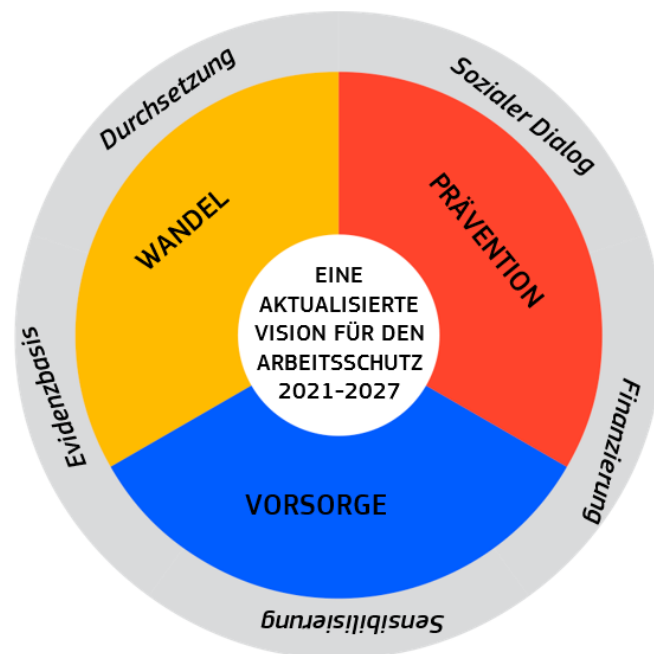 Durchsetzung
Sozialer Dialog
WANDEL
PRÄVENTION
EINE
AKTUALISIERTE
VISION FÜR DEN
ARBEITSSCHUTZ
2021-2027
Evidenzbasis
Finanzierung
VORSORGE
Sensibilisierung